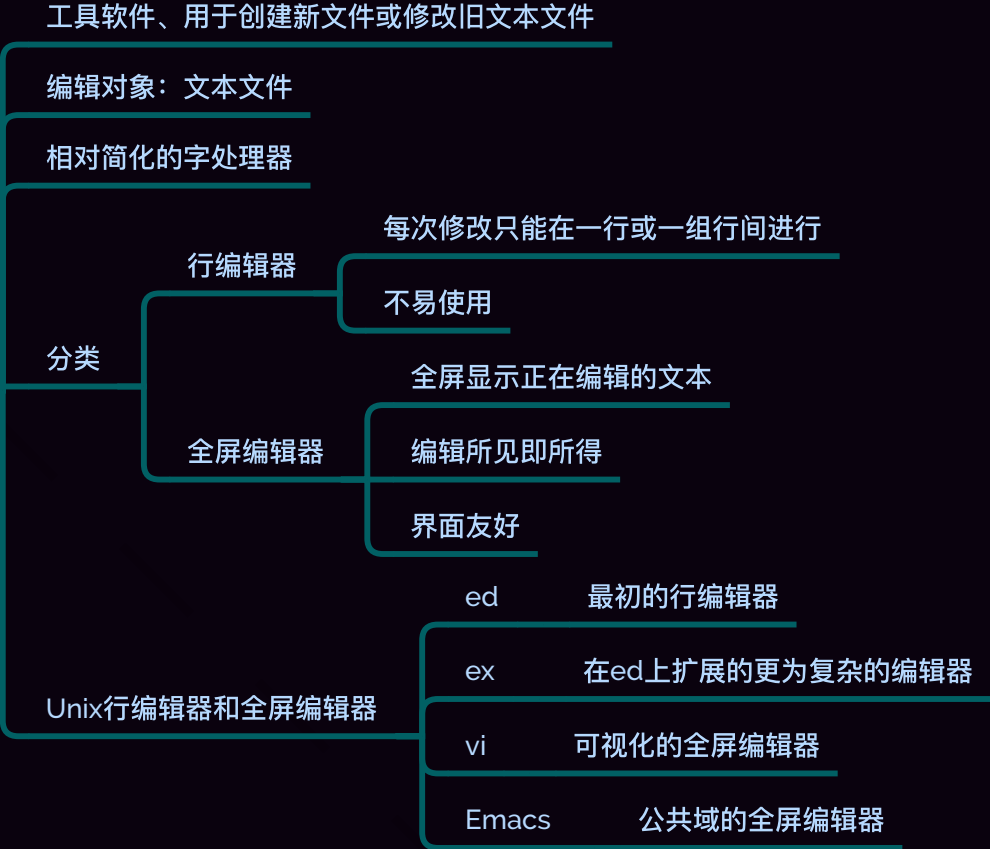 工具软件、用于创建新文件或修改旧文本文件
编辑对象：文本文件
相对简化的字处理器
分类
行编辑器
每次修改只能在一行或一组行间进行
不易使用
全屏编辑器
全屏显示正在编辑的文本
编辑所见即所得
界面友好
Unix行编辑器和全屏编辑器
ed 最初的行编辑器
ex 在ed上扩展的更为复杂的编辑器
vi 可视化的全屏编辑器
Emacs 公共域的全屏编辑器